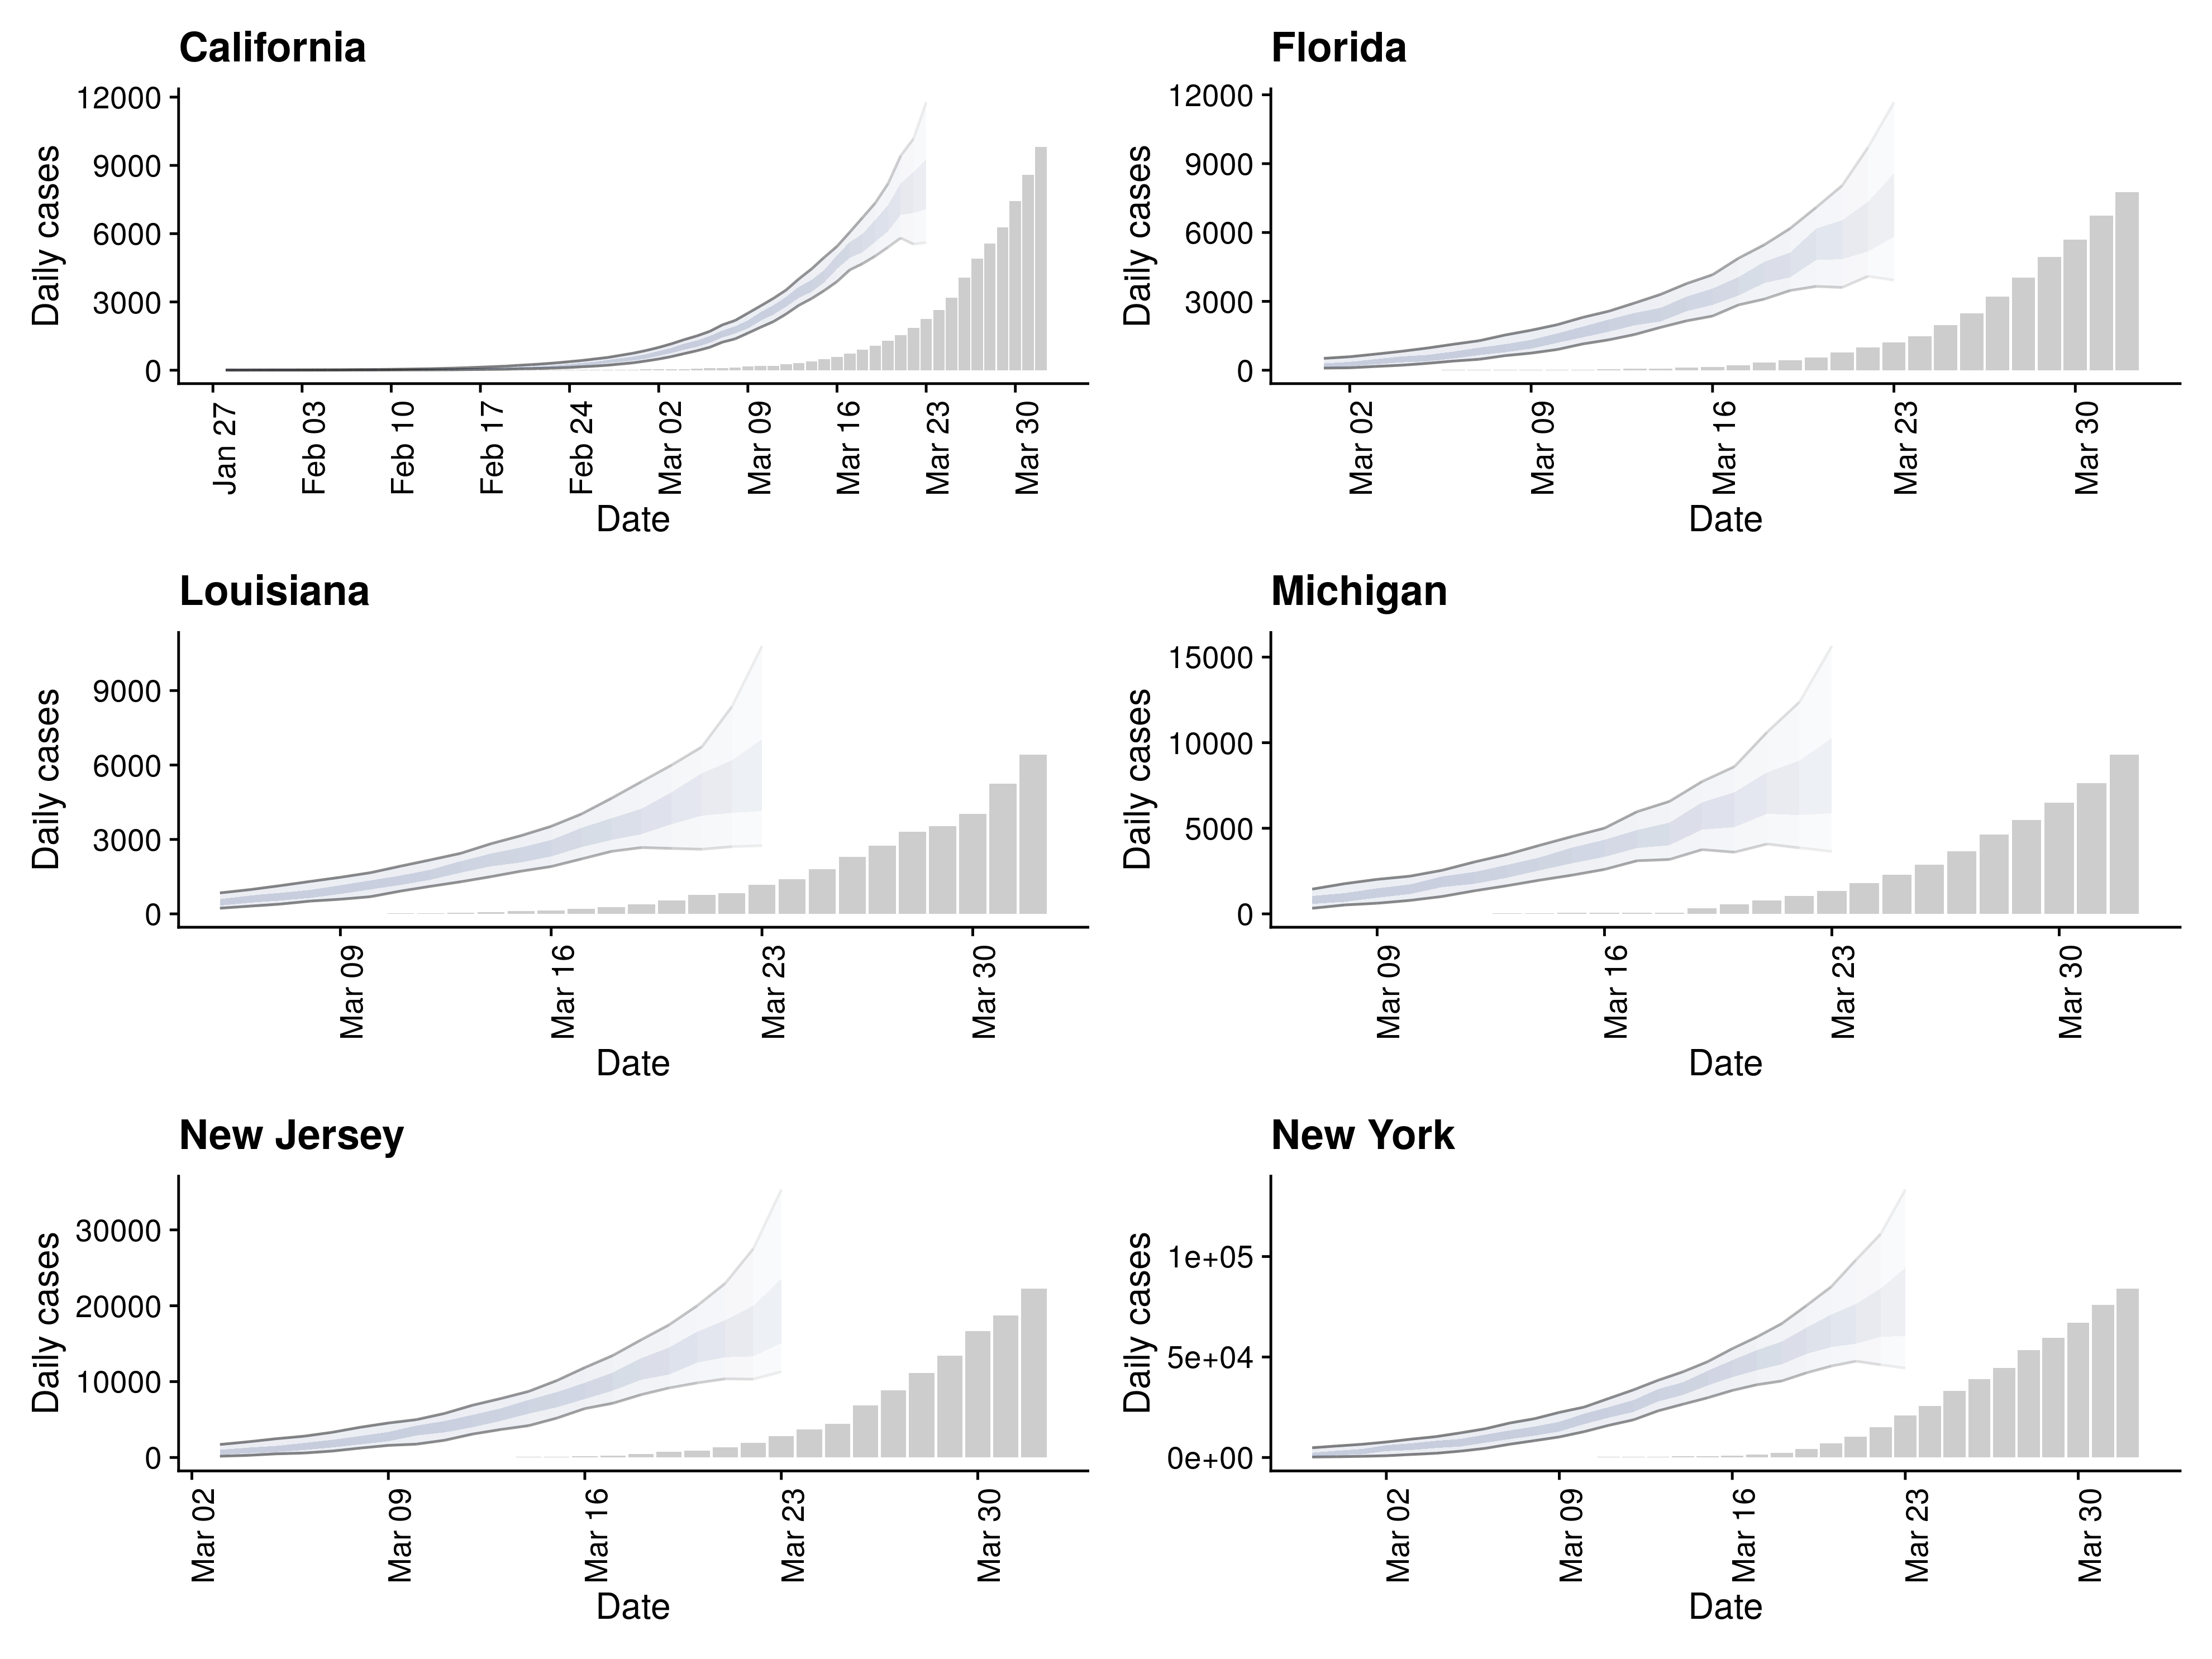 California
12000
9000
6000
3000
0
Daily cases
Jan 27
Feb 03
Feb 10
Feb 17
Feb 24
Mar 02
Mar 09
Mar 16
Mar 23
Mar 30
Date
Florida
12000
9000
6000
3000
0
Daily cases
Mar 02
Mar 09
Mar 16
Mar 23
Mar 30
Date
Louisiana
9000
6000
3000
0
Daily cases
Mar 09
Mar 16
Mar 23
Mar 30
Date
Michigan
15000
10000
5000
0
Daily cases
Mar 09
Mar 16
Mar 23
Mar 30
Date
New Jersey
30000
20000
10000
0
Daily cases
Mar 02
Mar 09
Mar 16
Mar 23
Mar 30
Date
New York
1e+05
5e+04
0e+00
Daily cases
Mar 02
Mar 09
Mar 16
Mar 23
Mar 30
Date